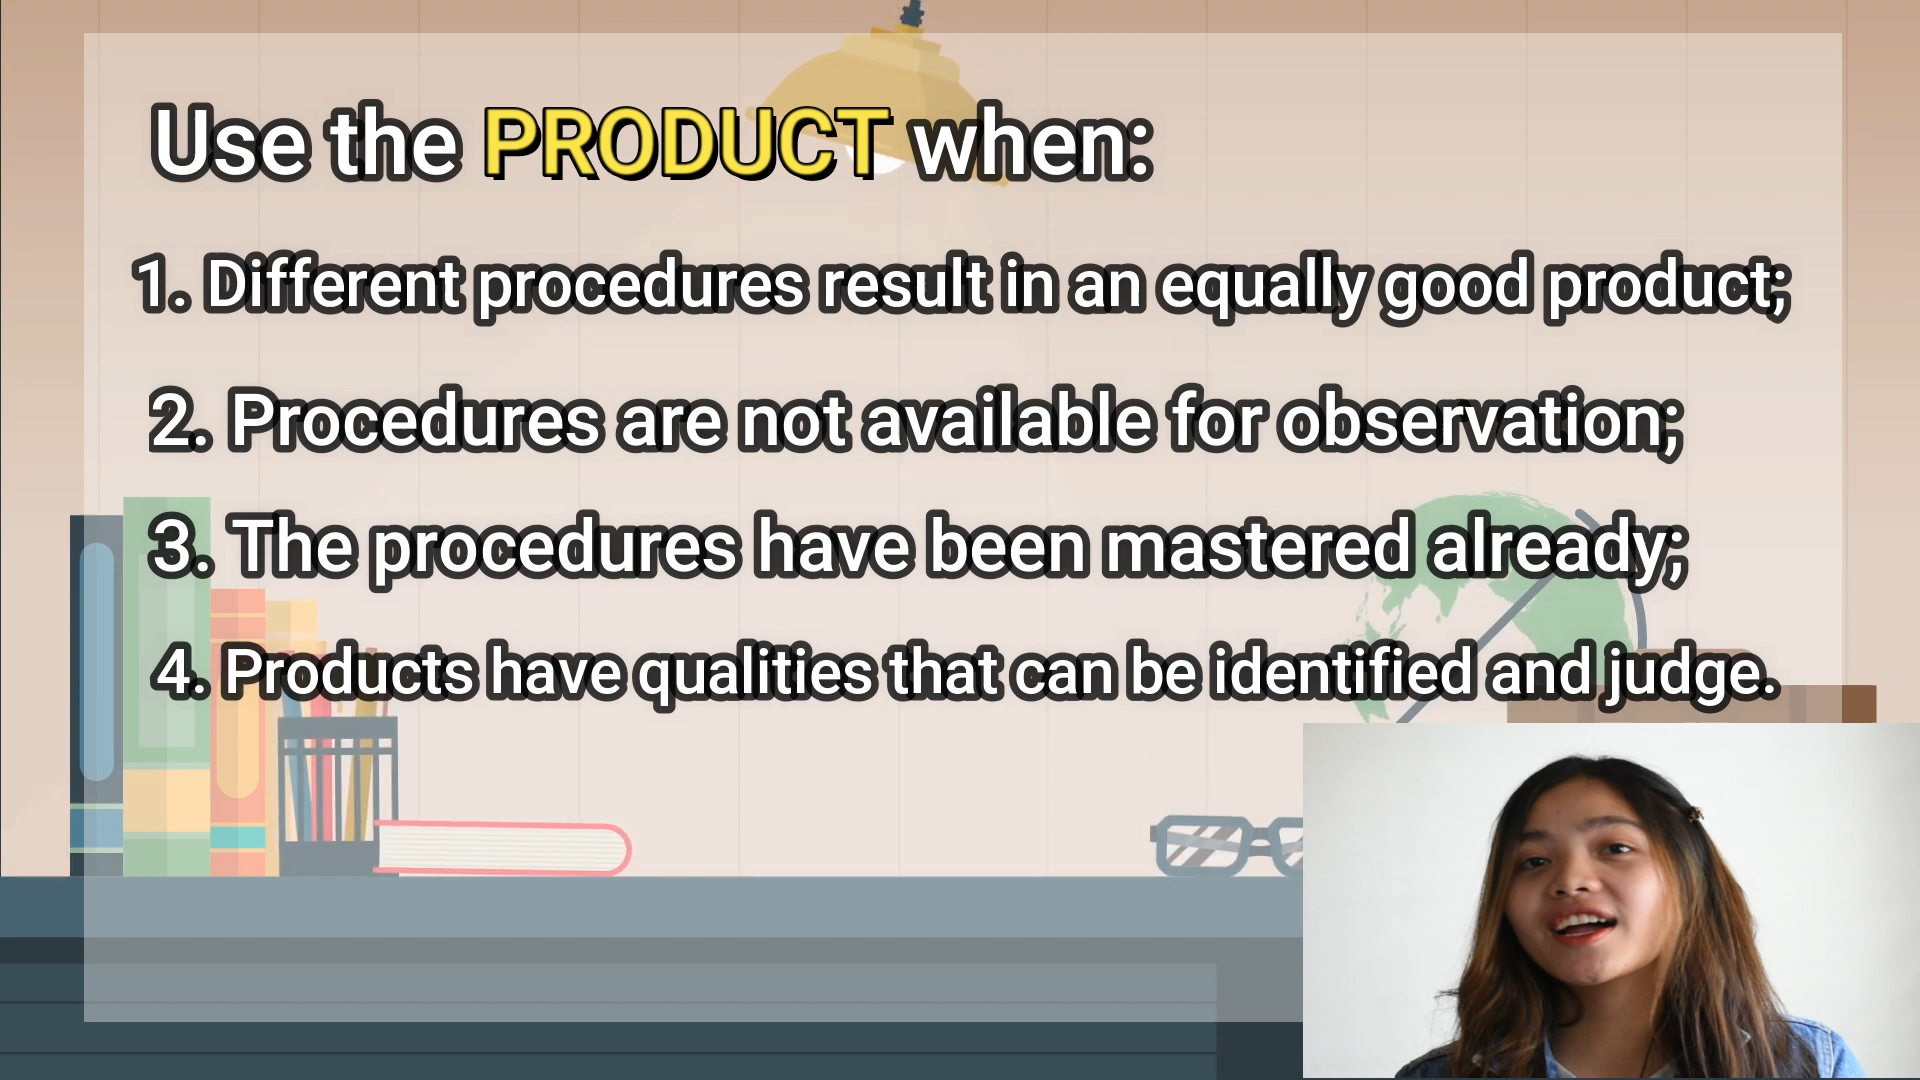 Use the PRODUCT when:
1. Different procedures result in an equally good product;
2. Procedures are not available for observation;
3. The procedures have been mastered already;
4. Products have qualities that can be identified and judge.